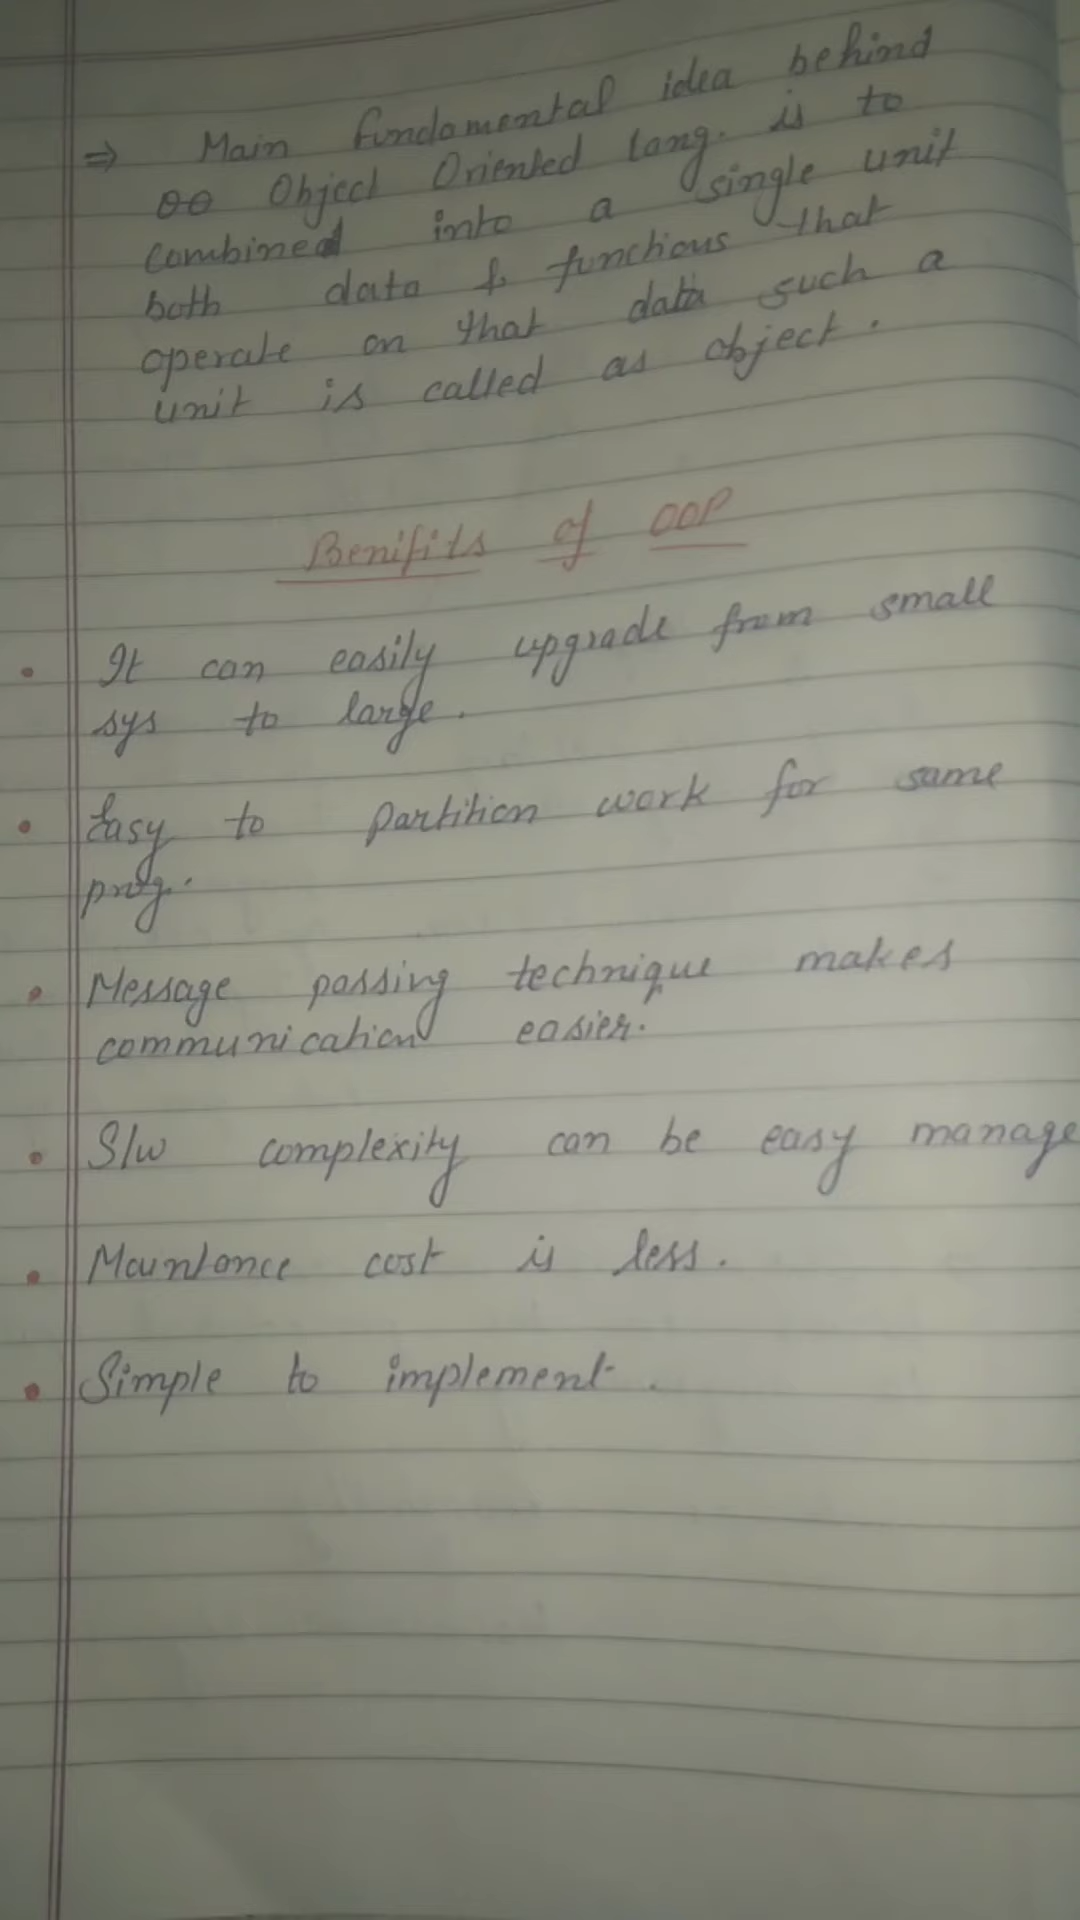 ⇒ Main fundamental idea behind
Object Oriented lang. is to
combined into a single unit
both data & functions that
operate on that data such a
unit is called as object.
Benifits of OOP
• It can easily upgrade from small
sys to large.
• Easy to partition work for same
prog.
• Message passing technique makes
communication easier.
• S/w complexity can be easy manage
• Maintance cost is less.
• Simple to implement.